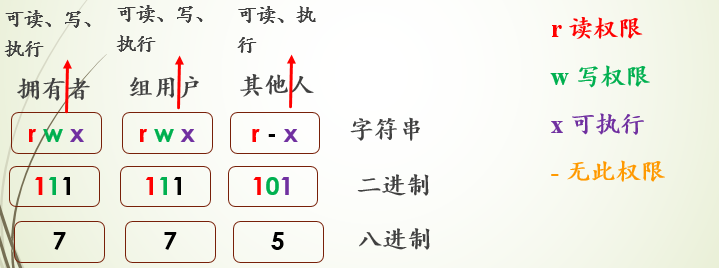 可读、写、
执行
可读、写、
执行
可读、执
行
拥有者
组用户
其他人
r w x
r w x
r - x
字符串
111
111
101
二进制
7
7
5
八进制
r 读权限
w 写权限
x 可执行
- 无此权限